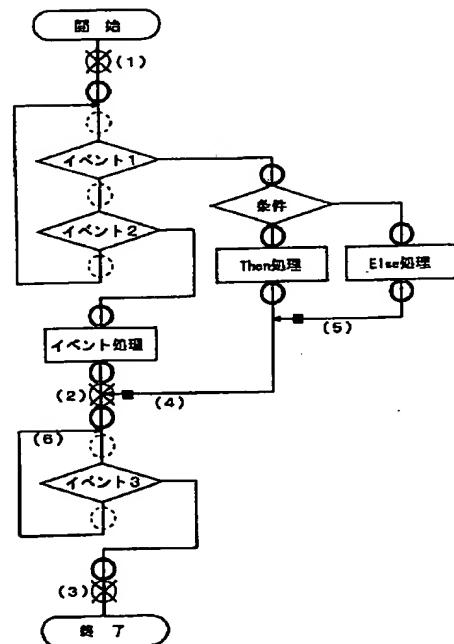 開 始
(1)
イベント1
条件
イベント2
Then処理
Else処理
(5)
イベント処理
(2)
(4)
(6)
イベント3
(3)
終 了